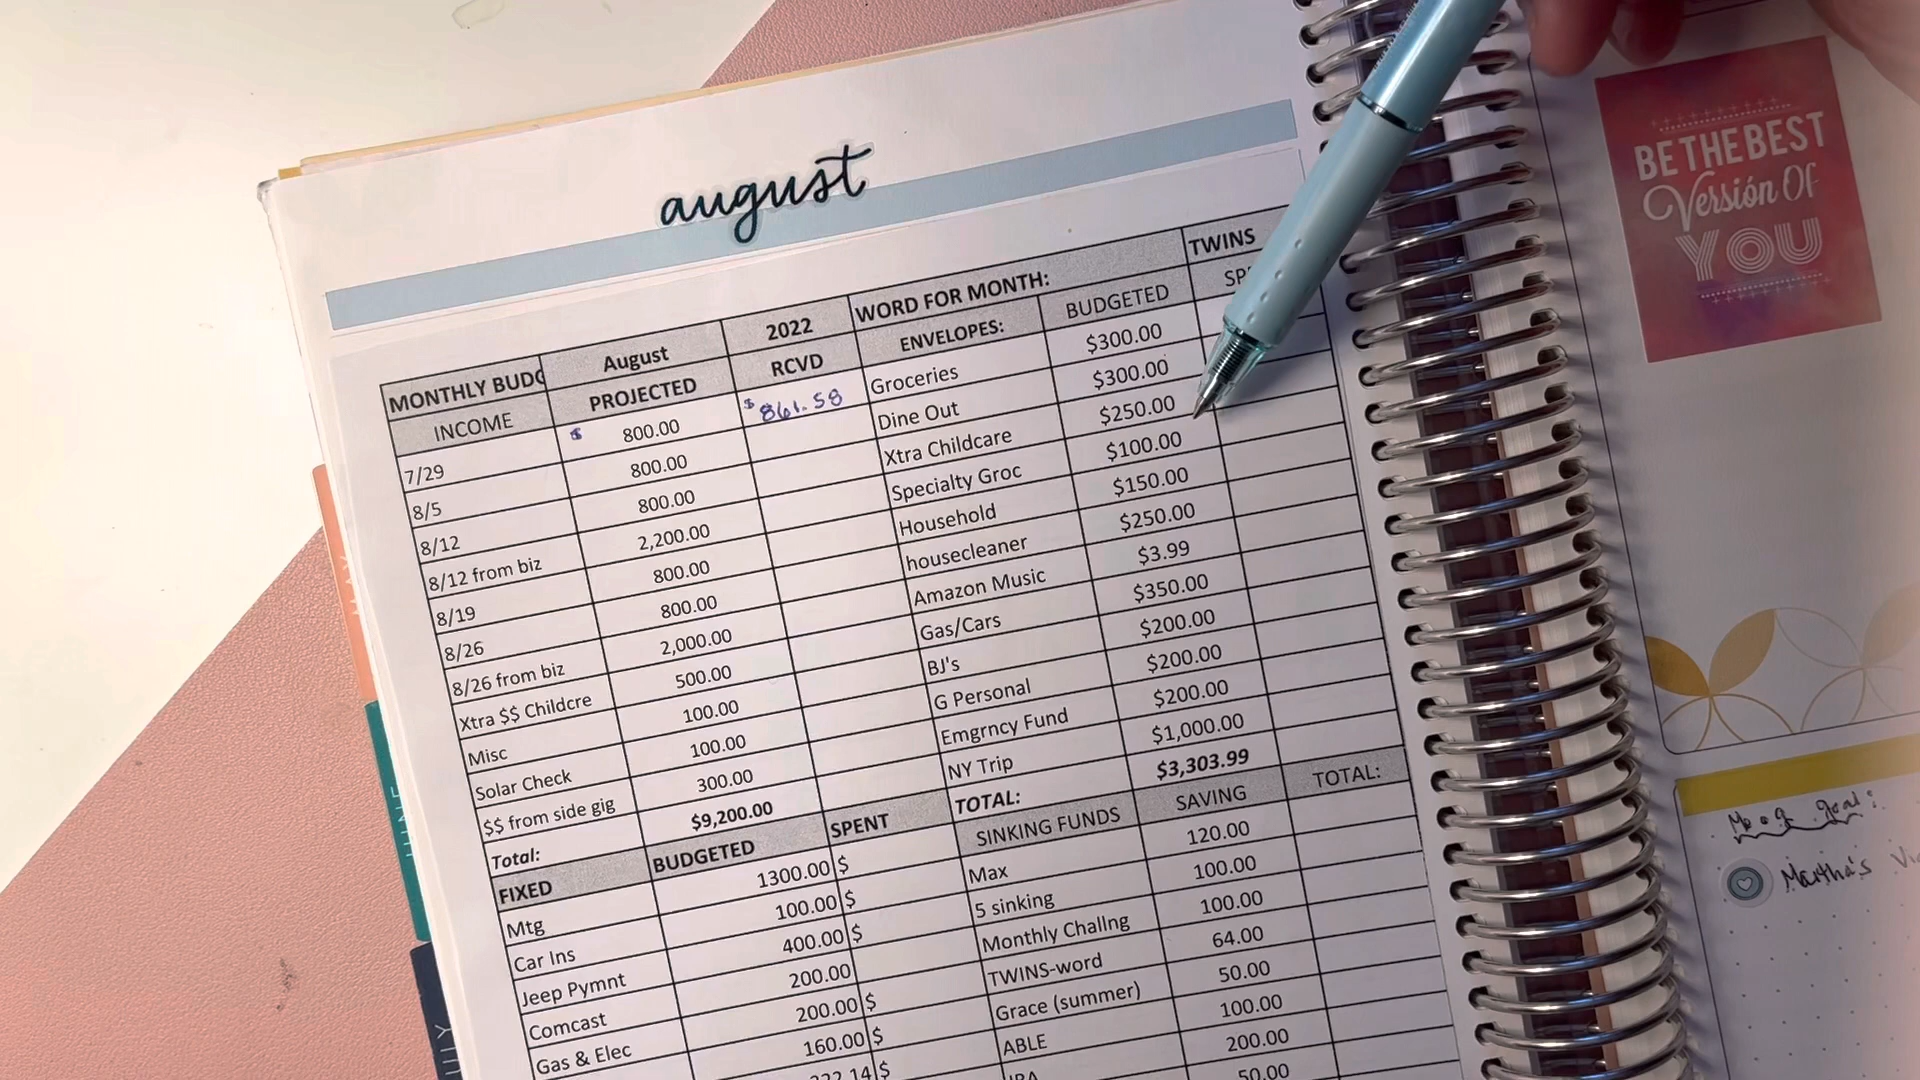 august
MONTHLY BUDG August 2022 WORD FOR MONTH: TWINS
INCOME PROJECTED RCVD ENVELOPES: BUDGETED
7/29 $ 800.00 $861.58 Groceries $300.00
8/5 800.00 Dine Out $300.00
8/12 800.00 Xtra Childcare $250.00
8/12 from biz 2,200.00 Specialty Groc $100.00
8/19 800.00 Household $150.00
8/26 800.00 housecleaner $250.00
8/26 from biz 2,000.00 Amazon Music $3.99
Xtra $$ Childcre 500.00 Gas/Cars $350.00
Misc 100.00 BJ's $200.00
Solar Check 100.00 G Personal $200.00
$$ from side gig 300.00 Emgrncy Fund $200.00
Total: $9,200.00 NY Trip $1,000.00
FIXED BUDGETED SPENT TOTAL: $3,303.99
Mtg 1300.00 $ SINKING FUNDS SAVING TOTAL:
Car Ins 100.00 $ Max 120.00
Jeep Pymnt 400.00 $ 5 sinking 100.00
Comcast 200.00 Monthly Challng 100.00
Gas & Elec 200.00 $ TWINS-word 64.00
160.00 $ Grace (summer) 50.00
$ ABLE 100.00
200.00
50.00
BE THE BEST
Versión Of
YOU
goal:
Martha's
JUNE